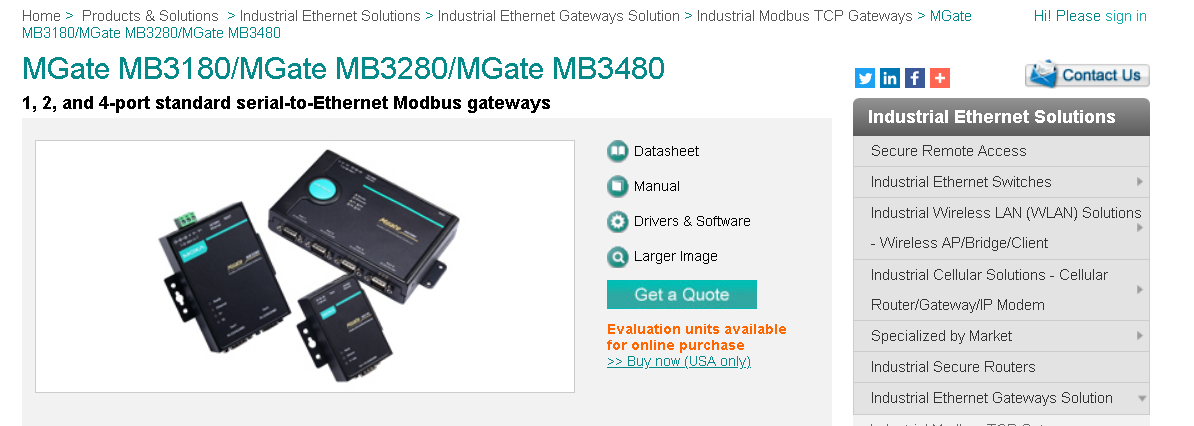 Home > Products & Solutions > Industrial Ethernet Solutions > Industrial Ethernet Gateways Solution > Industrial Modbus TCP Gateways > MGate
MB3180/MGate MB3280/MGate MB3480
Hi! Please sign in
MGate MB3180/MGate MB3280/MGate MB3480
1, 2, and 4-port standard serial-to-Ethernet Modbus gateways
Datasheet
Manual
Drivers & Software
Larger Image
Get a Quote
Evaluation units available
for online purchase
>> Buy now (USA only)
Contact Us
Industrial Ethernet Solutions
Secure Remote Access
Industrial Ethernet Switches
Industrial Wireless LAN (WLAN) Solutions
- Wireless AP/Bridge/Client
Industrial Cellular Solutions - Cellular
Router/Gateway/IP Modem
Specialized by Market
Industrial Secure Routers
Industrial Ethernet Gateways Solution